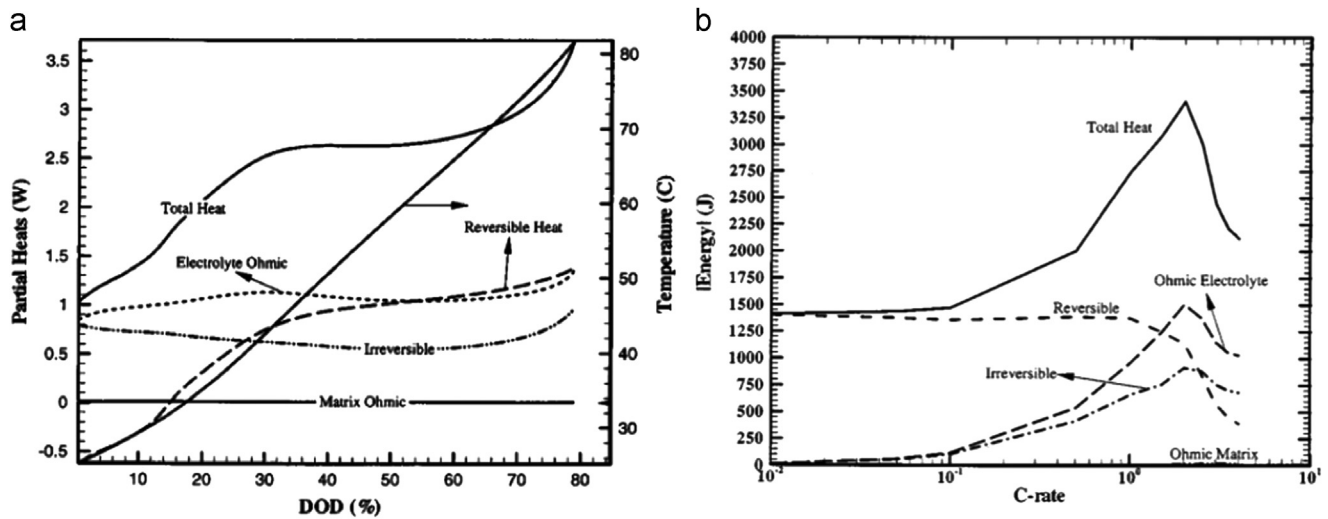 a
Partial Heats (W)
3.5
3
2.5
2
1.5
1
0.5
0
-0.5
Total Heat
Electrolyte Ohmic
Reversible Heat
Irreversible
Matrix Ohmic
80
70
60
50
40
30
Temperature (C)
10 20 30 40 50 60 70 80
DOD (%)
b
|Energy| (J)
4000
3750
3500
3250
3000
2750
2500
2250
2000
1750
1500
1250
1000
750
500
250
0
Total Heat
Ohmic Electrolyte
Reversible
Irreversible
Ohmic Matrix
10⁻² 10⁻¹ 10⁰ 10¹
C-rate